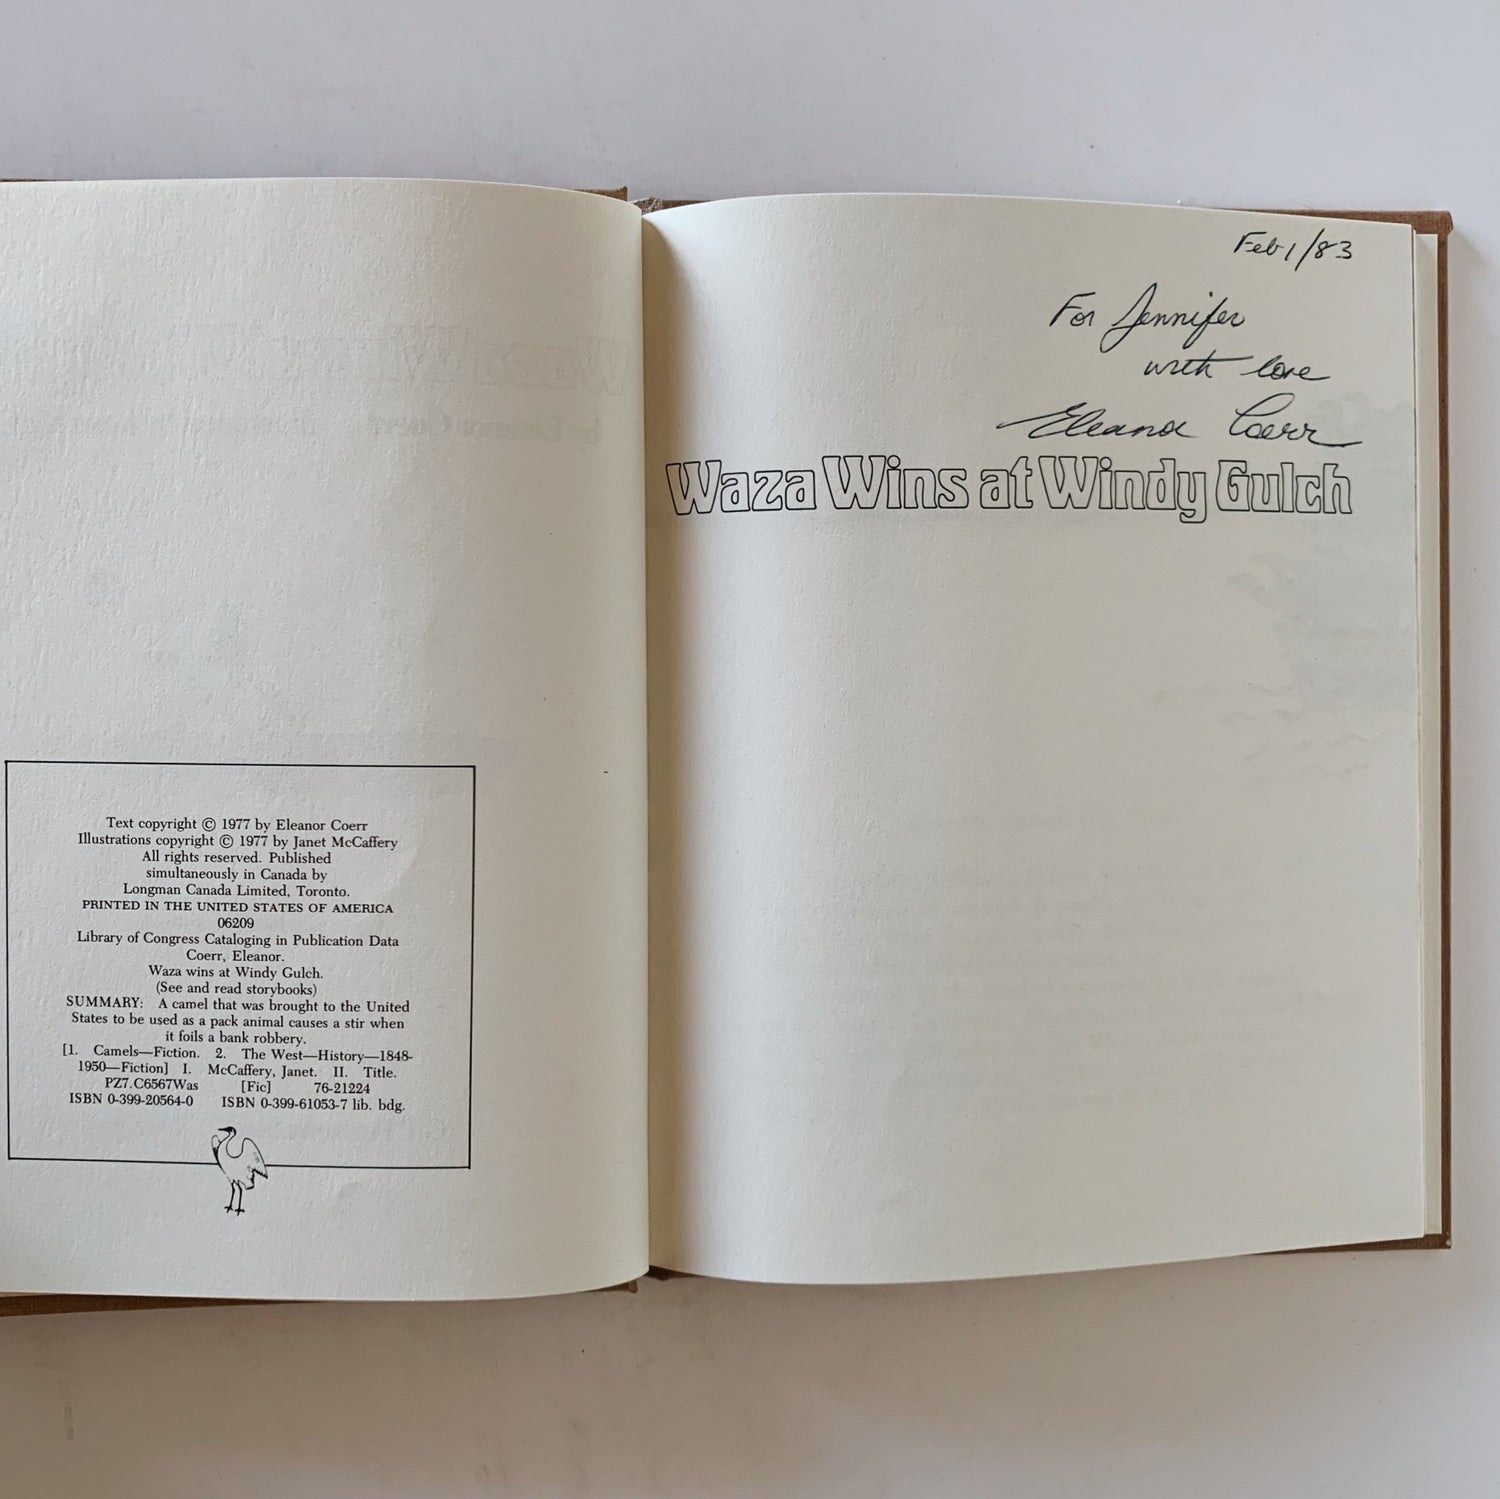 Text copyright © 1977 by Eleanor Coerr
Illustrations copyright © 1977 by Janet McCaffery
All rights reserved. Published
simultaneously in Canada by
Longman Canada Limited, Toronto.
PRINTED IN THE UNITED STATES OF AMERICA
06209
Library of Congress Cataloging in Publication Data
Coerr, Eleanor.
Waza wins at Windy Gulch.
(See and read storybooks)
SUMMARY: A camel that was brought to the United
States to be used as a pack animal causes a stir when
it foils a bank robbery.
[1. Camels—Fiction. 2. The West—History—1848-
1950—Fiction] I. McCaffery, Janet. II. Title.
PZ7.C6567Was [Fic] 76-21224
ISBN 0-399-20564-0 ISBN 0-399-61053-7 lib. bdg.
Feb 1/83
For Jennifer
with love
Eleanor Coerr
Waza Wins at Windy Gulch